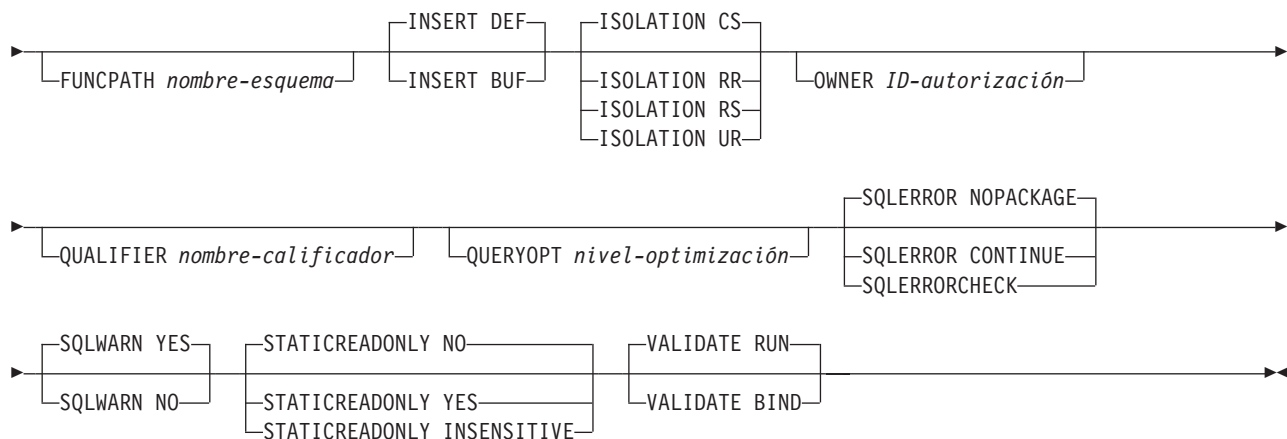 INSERT DEF ISOLATION CS
FUNCPATH nombre-esquema INSERT BUF ISOLATION RR OWNER ID-autorización
ISOLATION RS
ISOLATION UR
SQLERROR NOPACKAGE
QUALIFIER nombre-calificador QUERYOPT nivel-optimización SQLERROR CONTINUE
SQLERRORCHECK
SQLWARN YES STATICREADONLY NO VALIDATE RUN
SQLWARN NO STATICREADONLY YES VALIDATE BIND
STATICREADONLY INSENSITIVE